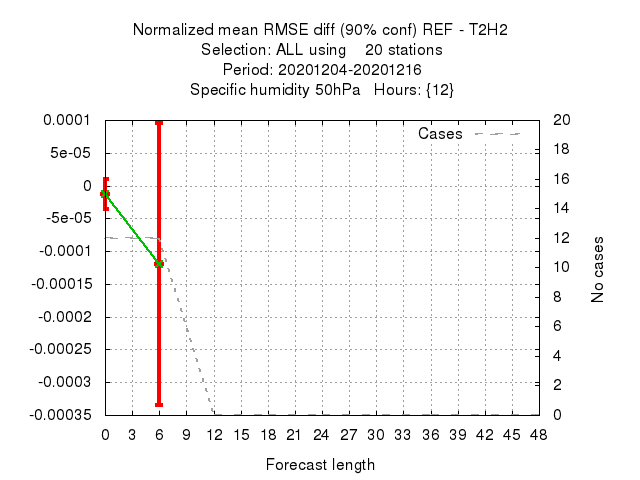 Normalized mean RMSE diff (90% conf) REF - T2H2
Selection: ALL using    20 stations
Period: 20201204-20201216
Specific humidity 50hPa   Hours: {12}
Cases
0.0001
5e-05
0
-5e-05
-0.0001
-0.00015
-0.0002
-0.00025
-0.0003
-0.00035
20
18
16
14
12
10
8
6
4
2
0
No cases
0 3 6 9 12 15 18 21 24 27 30 33 36 39 42 45 48
Forecast length